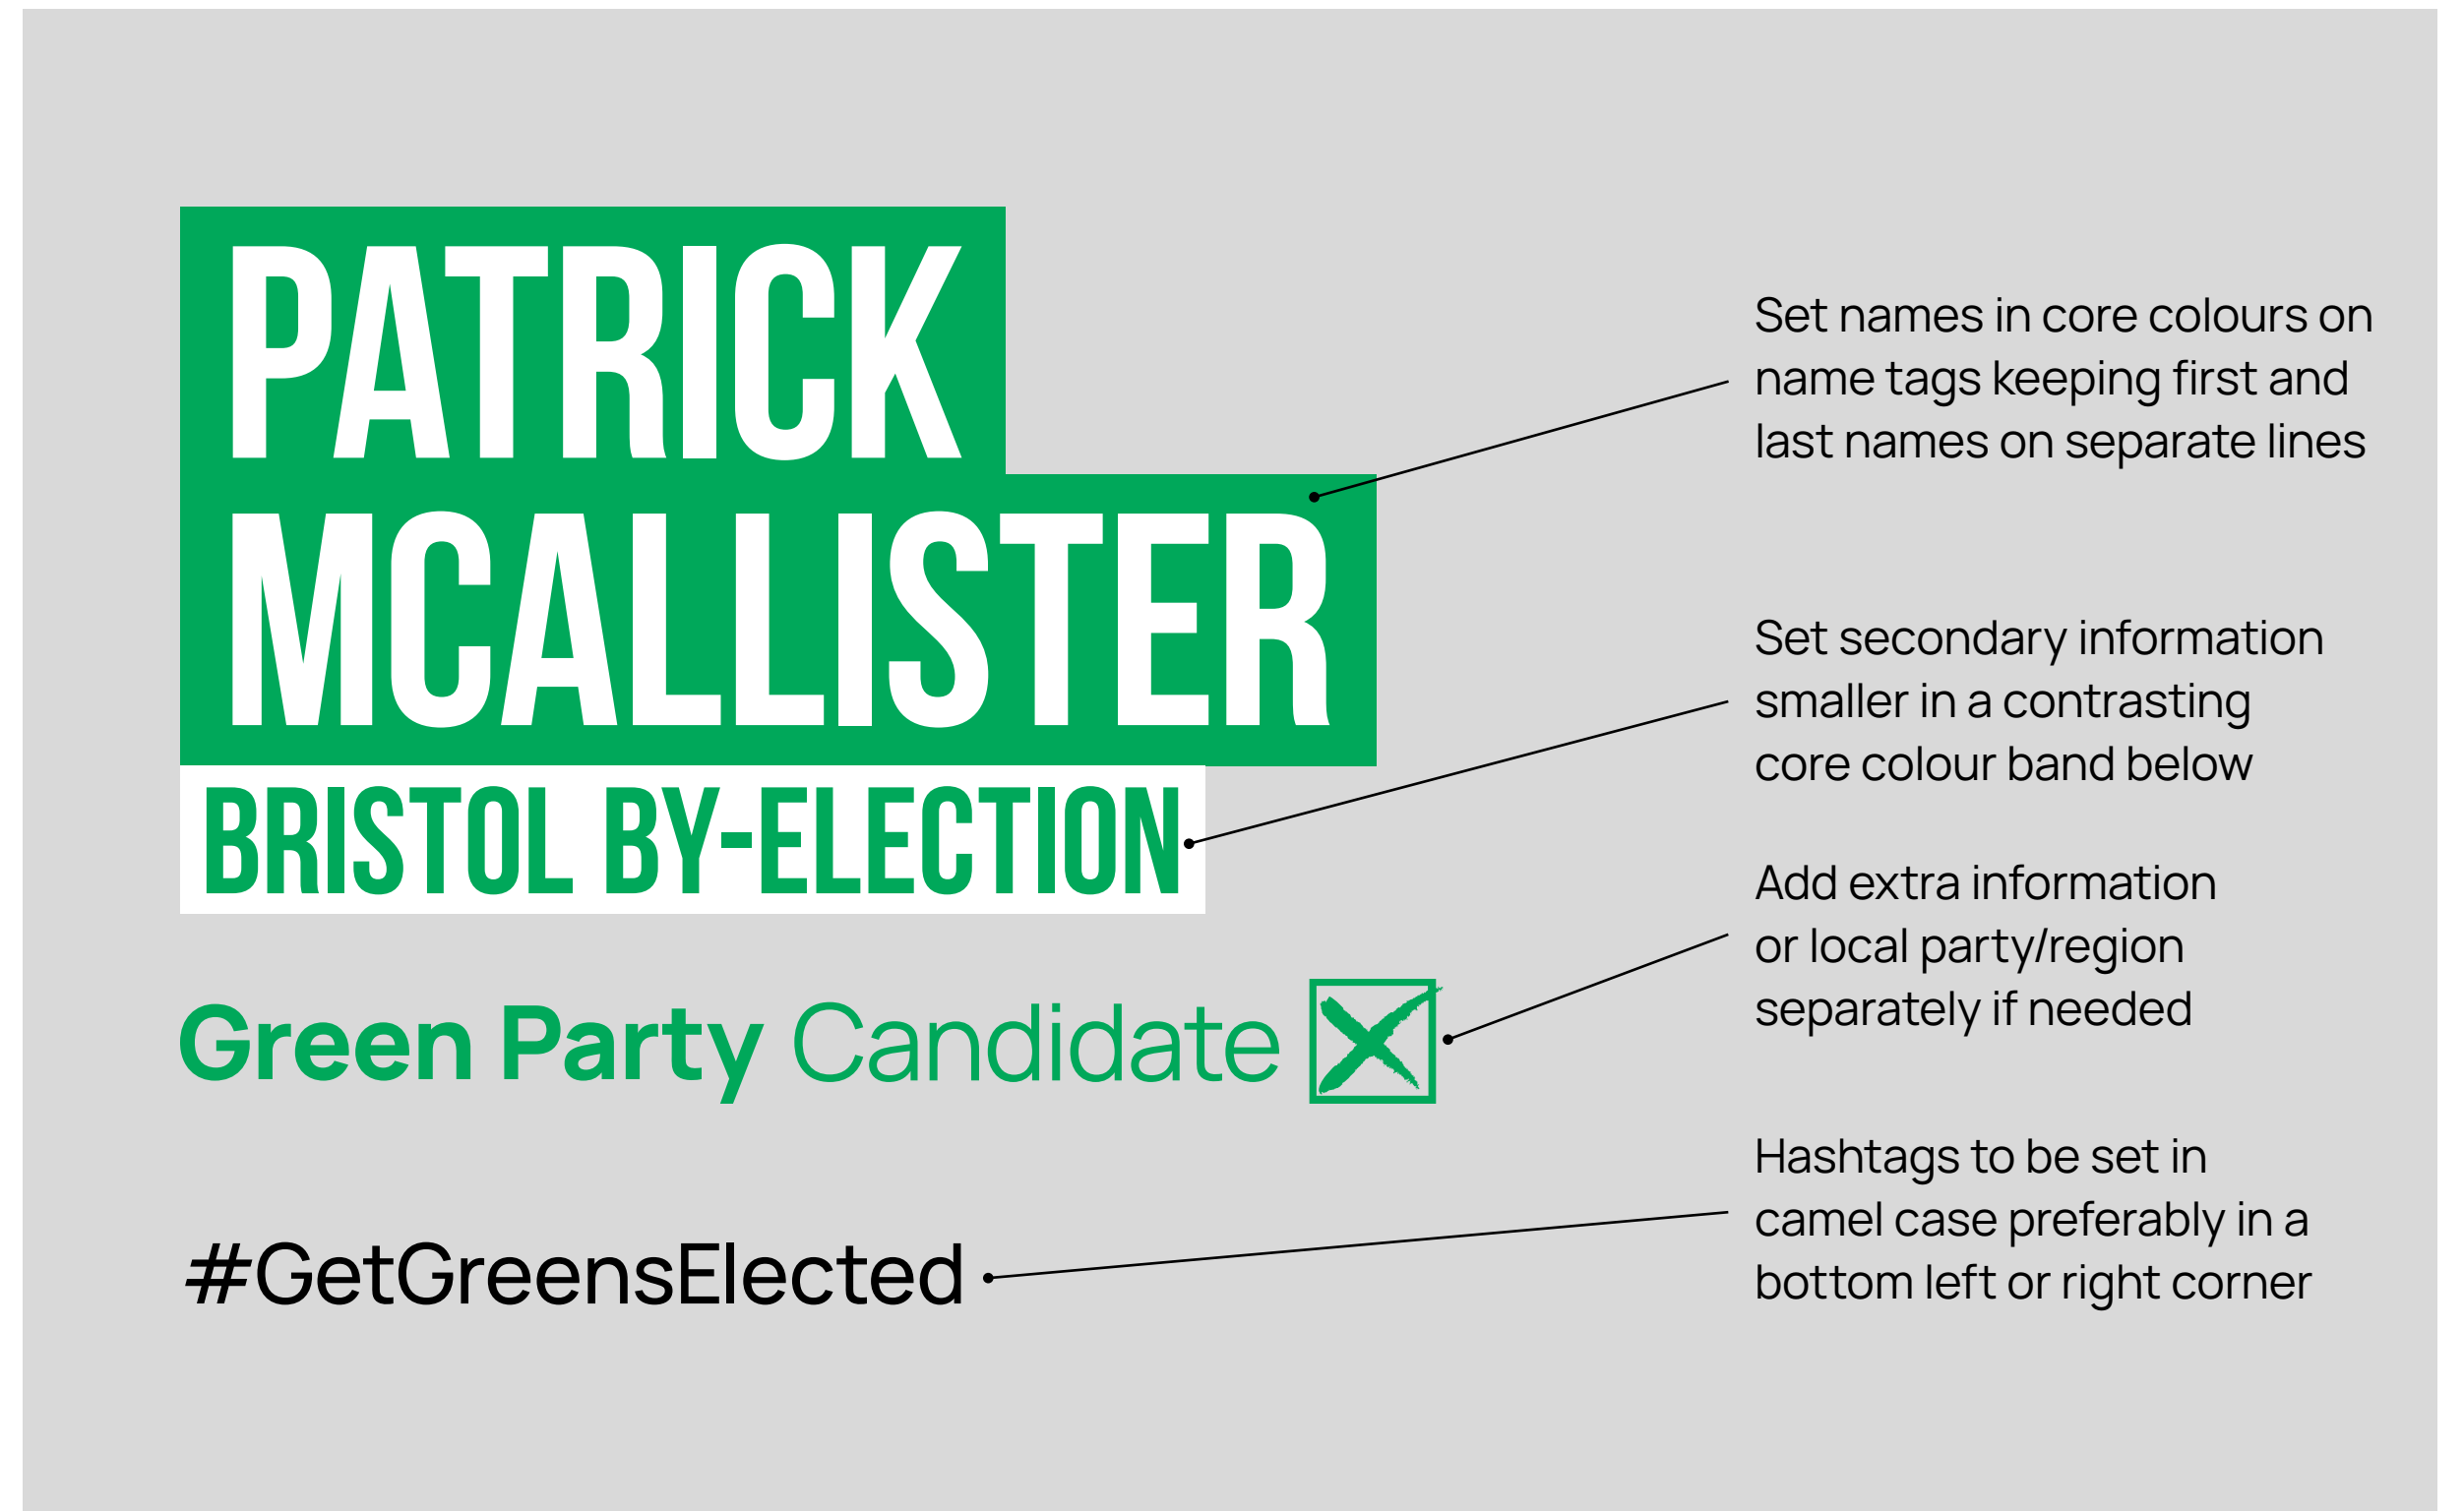 PATRICK
MCALLISTER
BRISTOL BY-ELECTION
Green Party Candidate
#GetGreensElected
Set names in core colours on
name tags keeping first and
last names on separate lines
Set secondary information
smaller in a contrasting
core colour band below
Add extra information
or local party/region
separately if needed
Hashtags to be set in
camel case preferably in a
bottom left or right corner